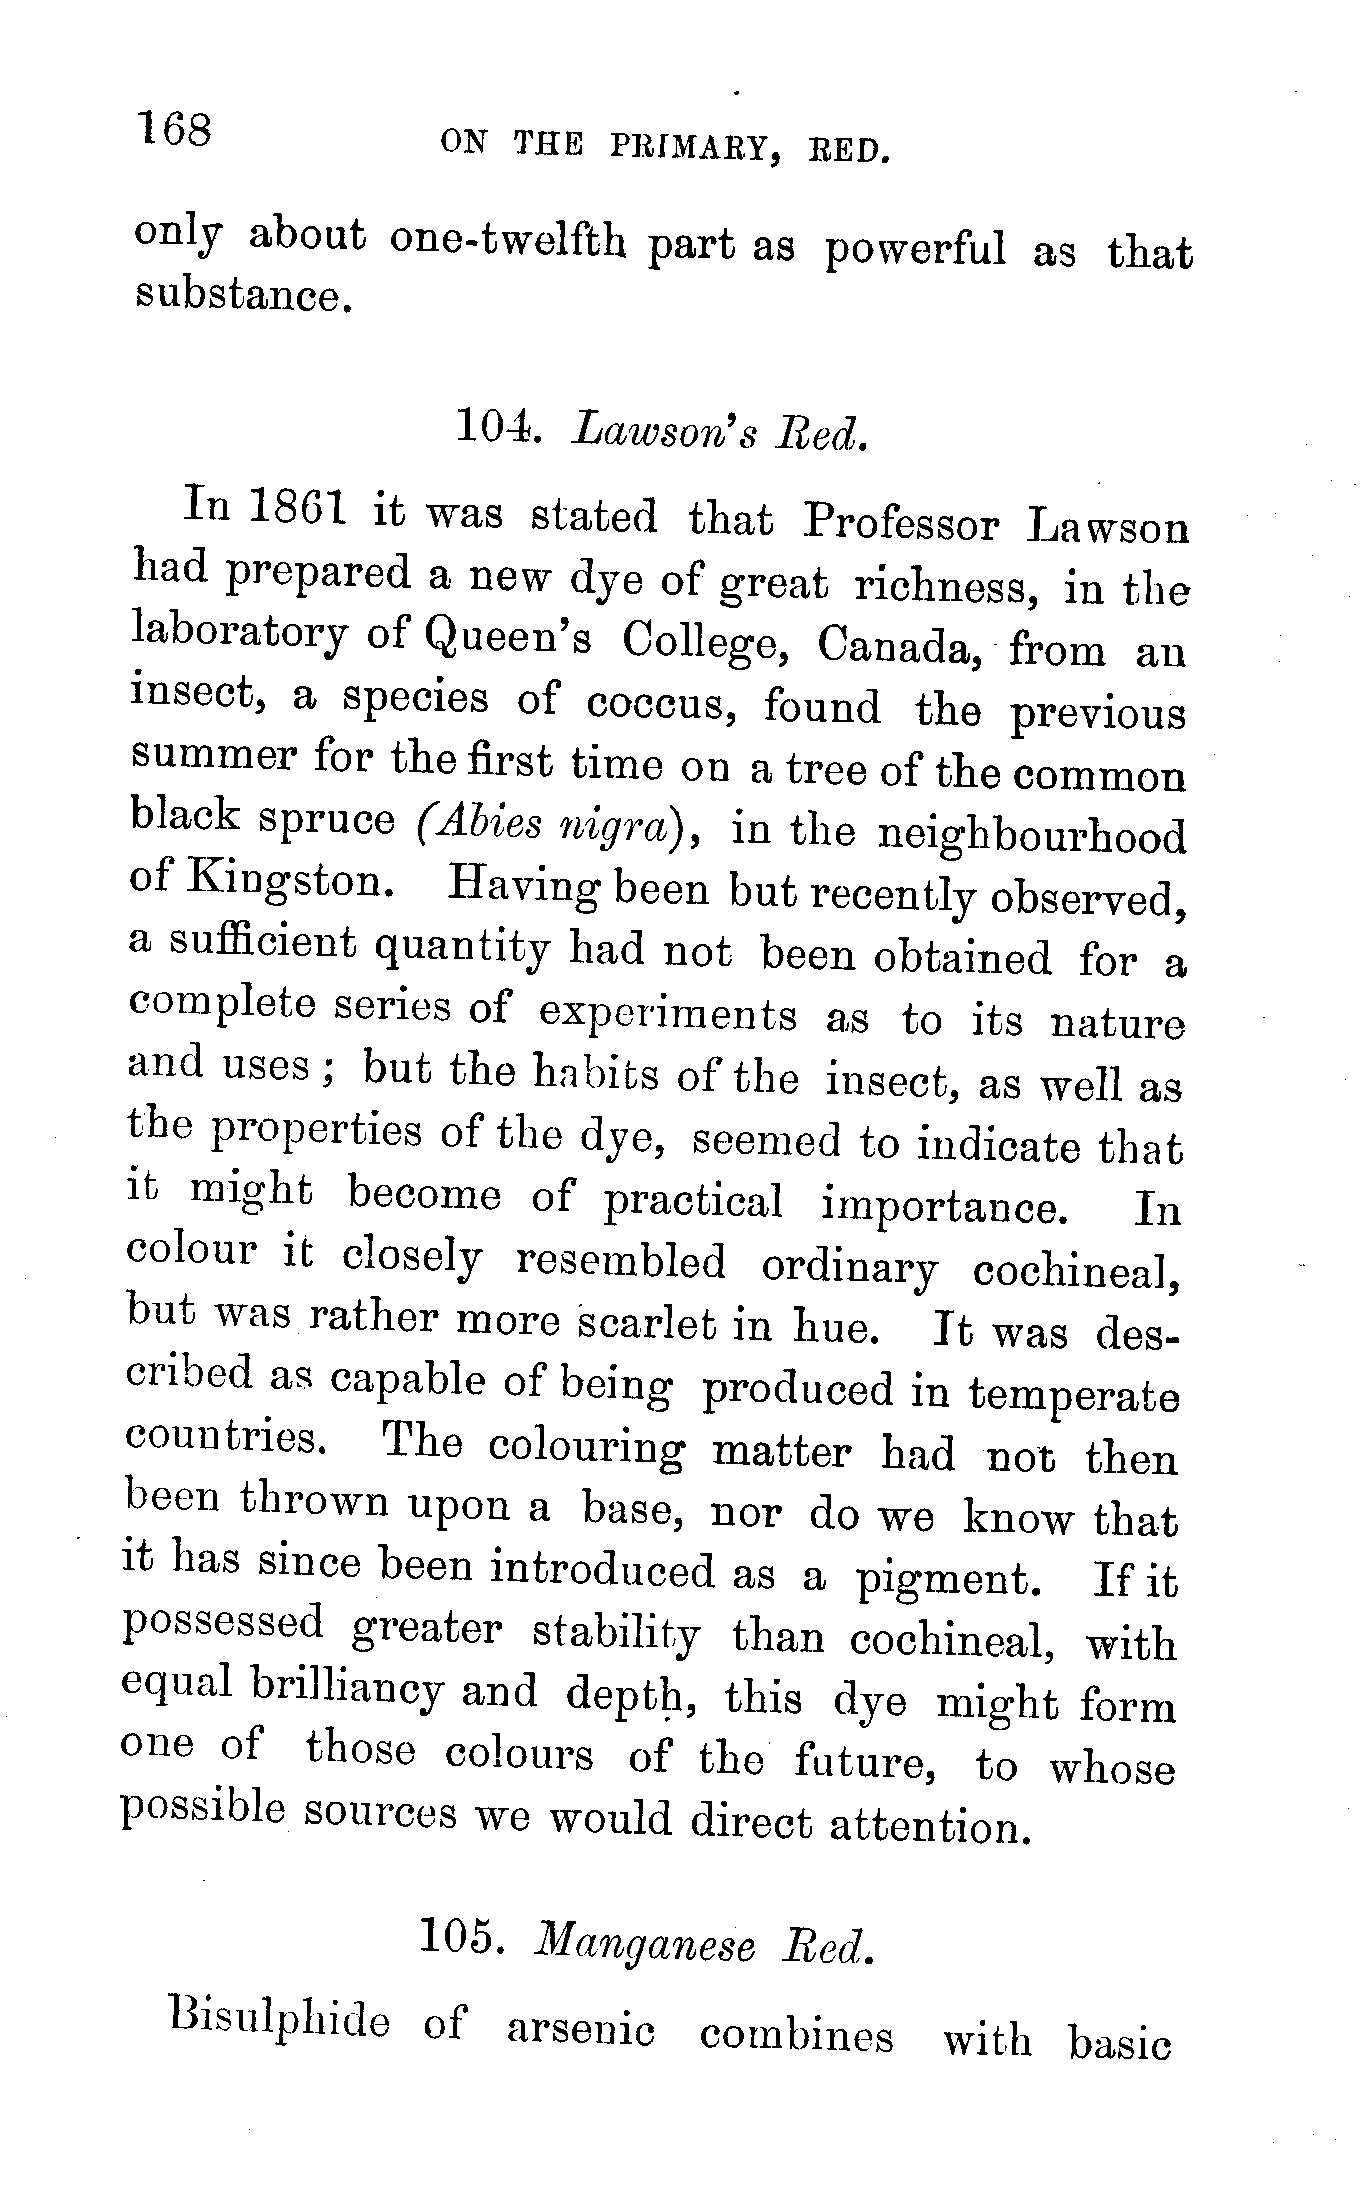 168
ON THE PRIMARY, RED.
only about one-twelfth part as powerful as that
substance.
104. Lawson's Red.
In 1861 it was stated that Professor Lawson
had prepared a new dye of great richness, in the
laboratory of Queen's College, Canada, from an
insect, a species of coccus, found the previous
summer for the first time on a tree of the common
black spruce (Abies nigra), in the neighbourhood
of Kingston. Having been but recently observed,
a sufficient quantity had not been obtained for a
complete series of experiments as to its nature
and uses ; but the habits of the insect, as well as
the properties of the dye, seemed to indicate that
it might become of practical importance. In
colour it closely resembled ordinary cochineal,
but was rather more scarlet in hue. It was des-
cribed as capable of being produced in temperate
countries. The colouring matter had not then
been thrown upon a base, nor do we know that
it has since been introduced as a pigment. If it
possessed greater stability than cochineal, with
equal brilliancy and depth, this dye might form
one of those colours of the future, to whose
possible sources we would direct attention.
105. Manganese Red.
Bisulphide of arsenic combines with basic